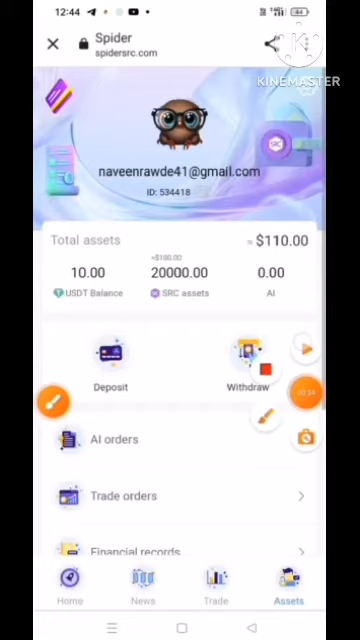 12:44
44
Spider
spidersrc.com
KINEMASTER
SRC
naveenrawde41@gmail.com
ID: 534418
Total assets ≈ $110.00
≈$100.00
10.00 20000.00 0.00
USDT Balance SRC assets AI
Deposit Withdraw
AI orders
Trade orders
Financial records
Home News Trade Assets